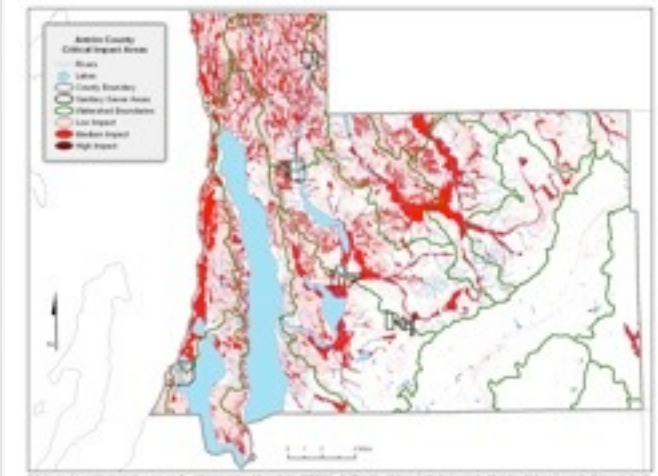 Antrim County
Critical Impact Areas
Rivers
Lakes
County Boundary
Sanitary Sewer Areas
Watershed Boundaries
Low Impact
Medium Impact
High Impact